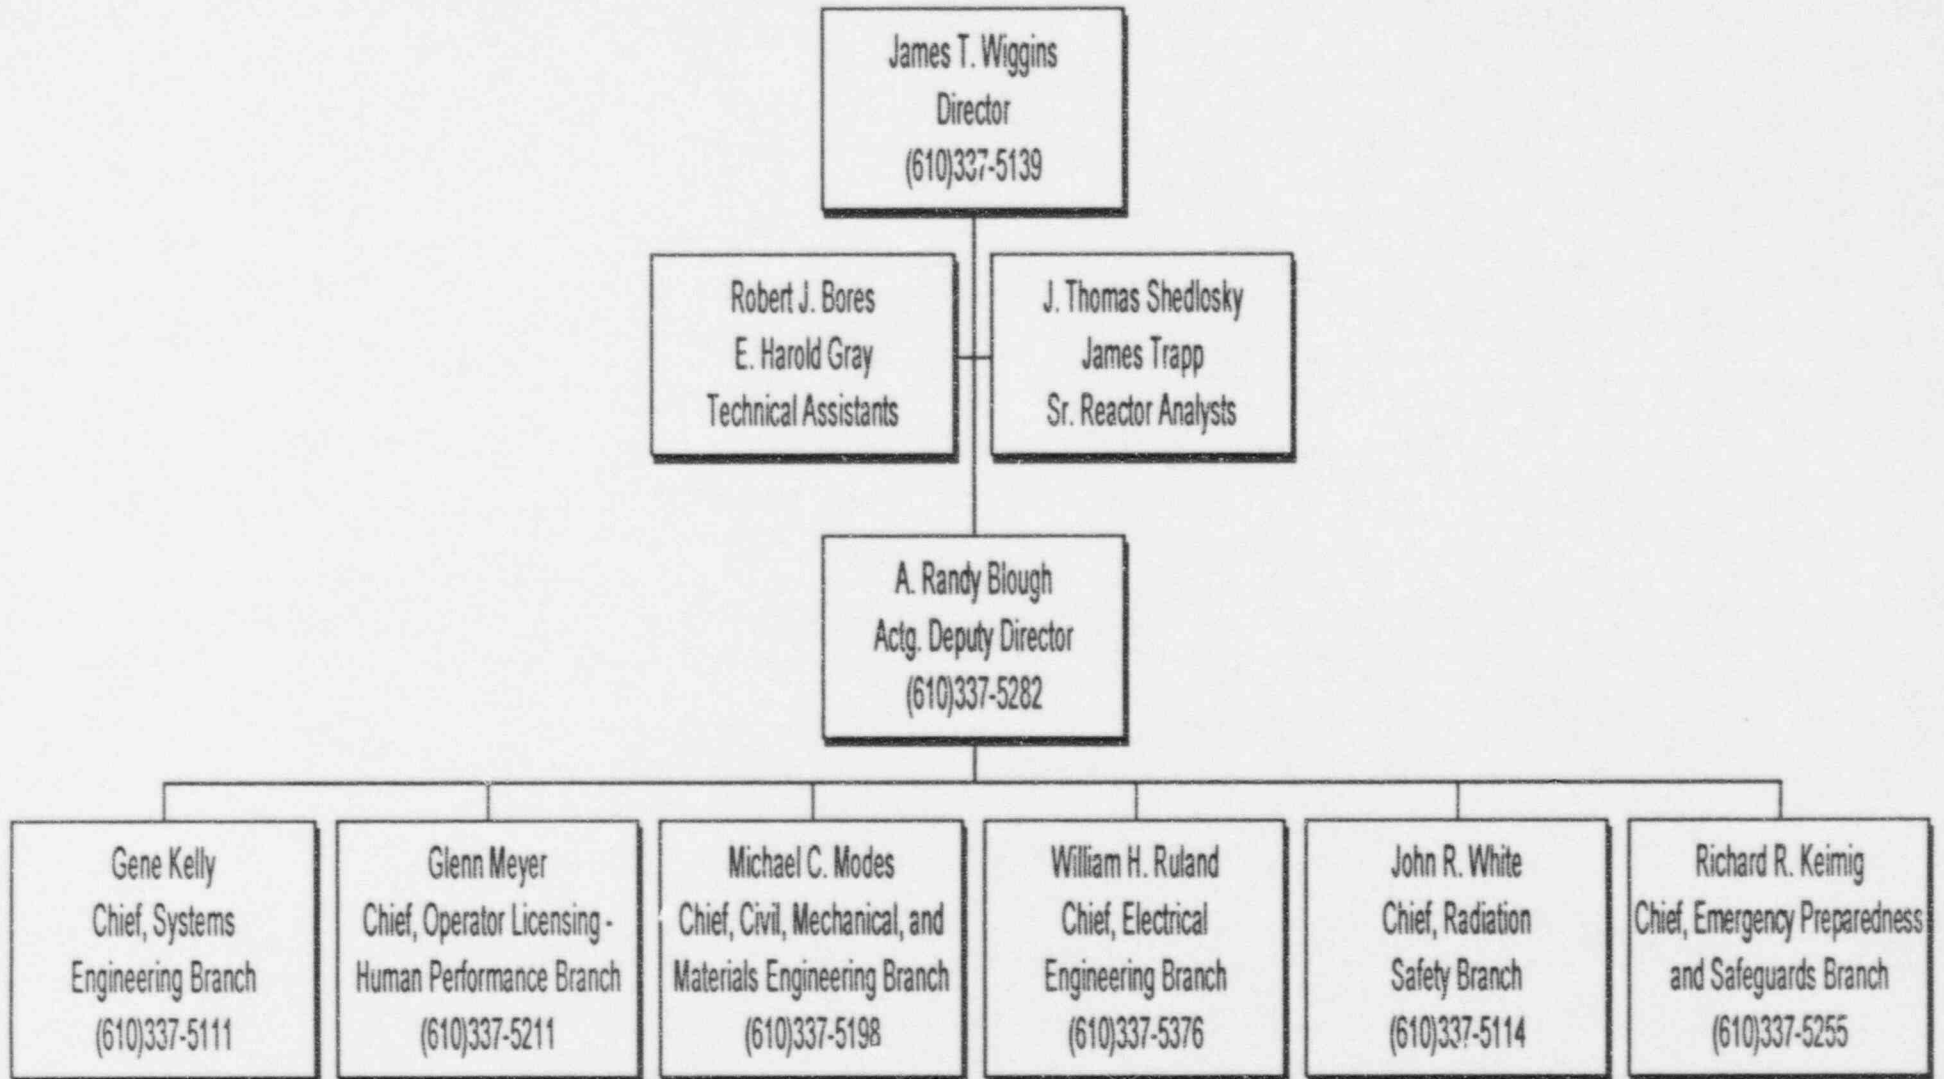 James T. Wiggins
Director
(610)337-5139
Robert J. Bores
E. Harold Gray
Technical Assistants
J. Thomas Shedlosky
James Trapp
Sr. Reactor Analysts
A. Randy Blough
Actg. Deputy Director
(610)337-5282
Gene Kelly
Chief, Systems
Engineering Branch
(610)337-5111
Glenn Meyer
Chief, Operator Licensing -
Human Performance Branch
(610)337-5211
Michael C. Modes
Chief, Civil, Mechanical, and
Materials Engineering Branch
(610)337-5198
William H. Ruland
Chief, Electrical
Engineering Branch
(610)337-5376
John R. White
Chief, Radiation
Safety Branch
(610)337-5114
Richard R. Keimig
Chief, Emergency Preparedness
and Safeguards Branch
(610)337-5255